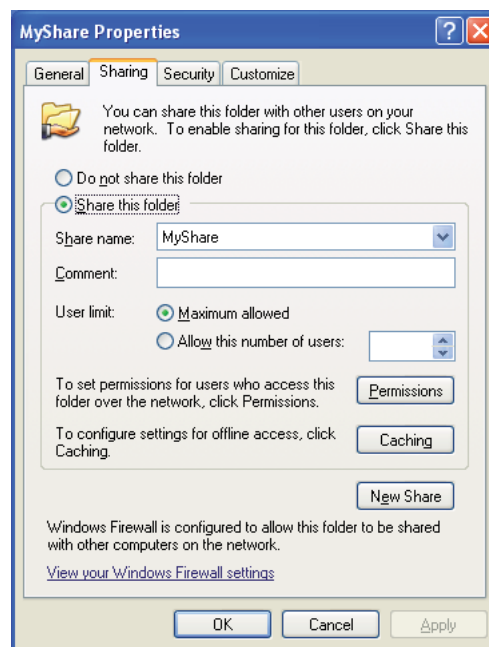 MyShare Properties
General Sharing Security Customize
You can share this folder with other users on your
network. To enable sharing for this folder, click Share this
folder.
Do not share this folder
Share this folder
Share name: MyShare
Comment:
User limit: Maximum allowed
Allow this number of users:
To set permissions for users who access this
folder over the network, click Permissions.
Permissions
To configure settings for offline access, click
Caching.
Caching
New Share
Windows Firewall is configured to allow this folder to be shared
with other computers on the network.
View your Windows Firewall settings
OK Cancel Apply